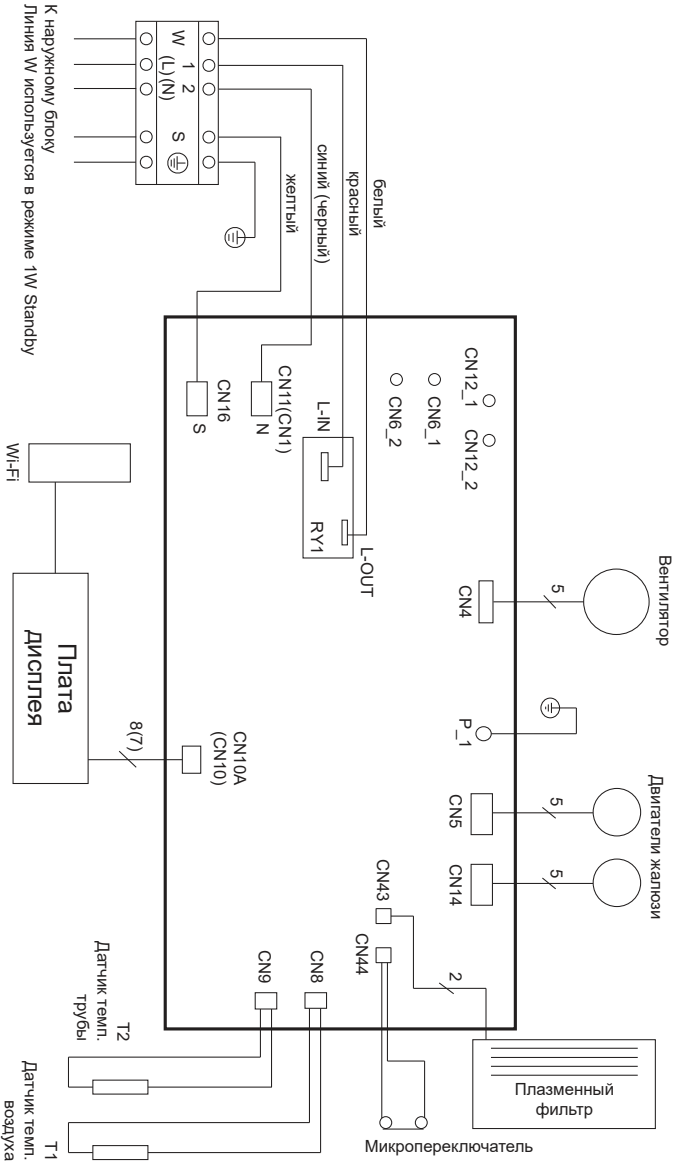 Вентилятор
Двигатели жалюзи
5
5
5
CN12_1
CN12_2
CN4
P_1
CN5
CN14
CN6_1
CN6_2
CN43
CN44
2
Плазменный
фильтр
Микропереключатель
белый
красный
синий (черный)
желтый
L-OUT
L-IN
RY1
CN11(CN1)
N
CN16
S
CN10A
(CN10)
8(7)
CN8
CN9
W
1
(L)
2
(N)
S
К наружному блоку
Линия W используется в режиме 1W Standby
Wi-Fi
Плата
дисплея
T2
Датчик темп.
трубы
T1
Датчик темп.
воздуха